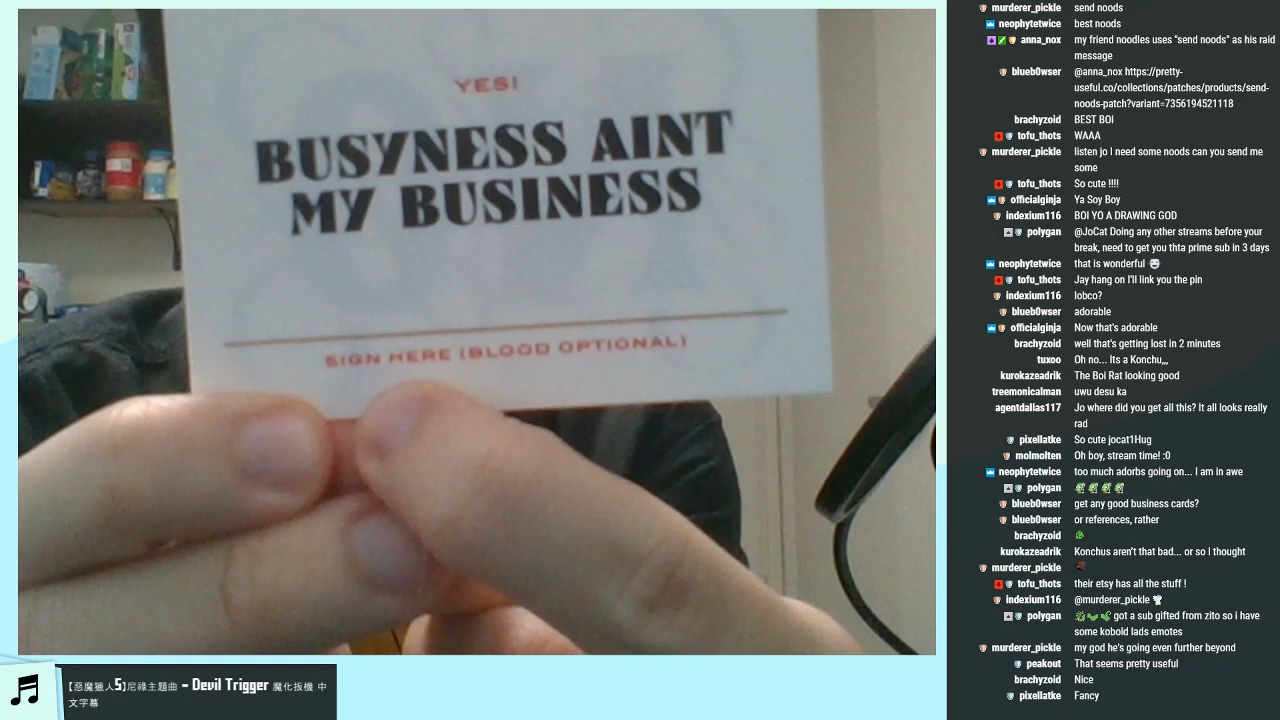 YES!
BUSYNESS AINT
MY BUSINESS
SIGN HERE (BLOOD OPTIONAL)
【惡魔獵人5】尼祿主題曲 - Devil Trigger 魔化扳機 中
文字幕
murderer_pickle send noods
neophytetwice best noods
anna_nox my friend noodles uses "send noods" as his raid
message
blueb0wser @anna_nox https://pretty-
useful.co/collections/patches/products/send-
noods-patch?variant=7356194521118
brachyzoid BEST BOI
tofu_thots WAAA
murderer_pickle listen jo I need some noods can you send me
some
tofu_thots So cute !!!!
officialginja Ya Soy Boy
indexium116 BOI YO A DRAWING GOD
polygan @JoCat Doing any other streams before your
break, need to get you thta prime sub in 3 days
neophytetwice that is wonderful
tofu_thots Jay hang on I'll link you the pin
indexium116 lobco?
blueb0wser adorable
officialginja Now that's adorable
brachyzoid well that's getting lost in 2 minutes
tuxoo Oh no... Its a Konchu,,,
kurokazeadrik The Boi Rat looking good
treemonicalman uwu desu ka
agentdallas117 Jo where did you get all this? It all looks really
rad
pixellatke So cute jocat1Hug
molmolten Oh boy, stream time! :0
neophytetwice too much adorbs going on... I am in awe
polygan
blueb0wser get any good business cards?
blueb0wser or references, rather
brachyzoid
kurokazeadrik Konchus aren't that bad... or so I thought
murderer_pickle
tofu_thots their etsy has all the stuff !
indexium116 @murderer_pickle
polygan got a sub gifted from zito so i have
some kobold lads emotes
murderer_pickle my god he's going even further beyond
peakout That seems pretty useful
brachyzoid Nice
pixellatke Fancy